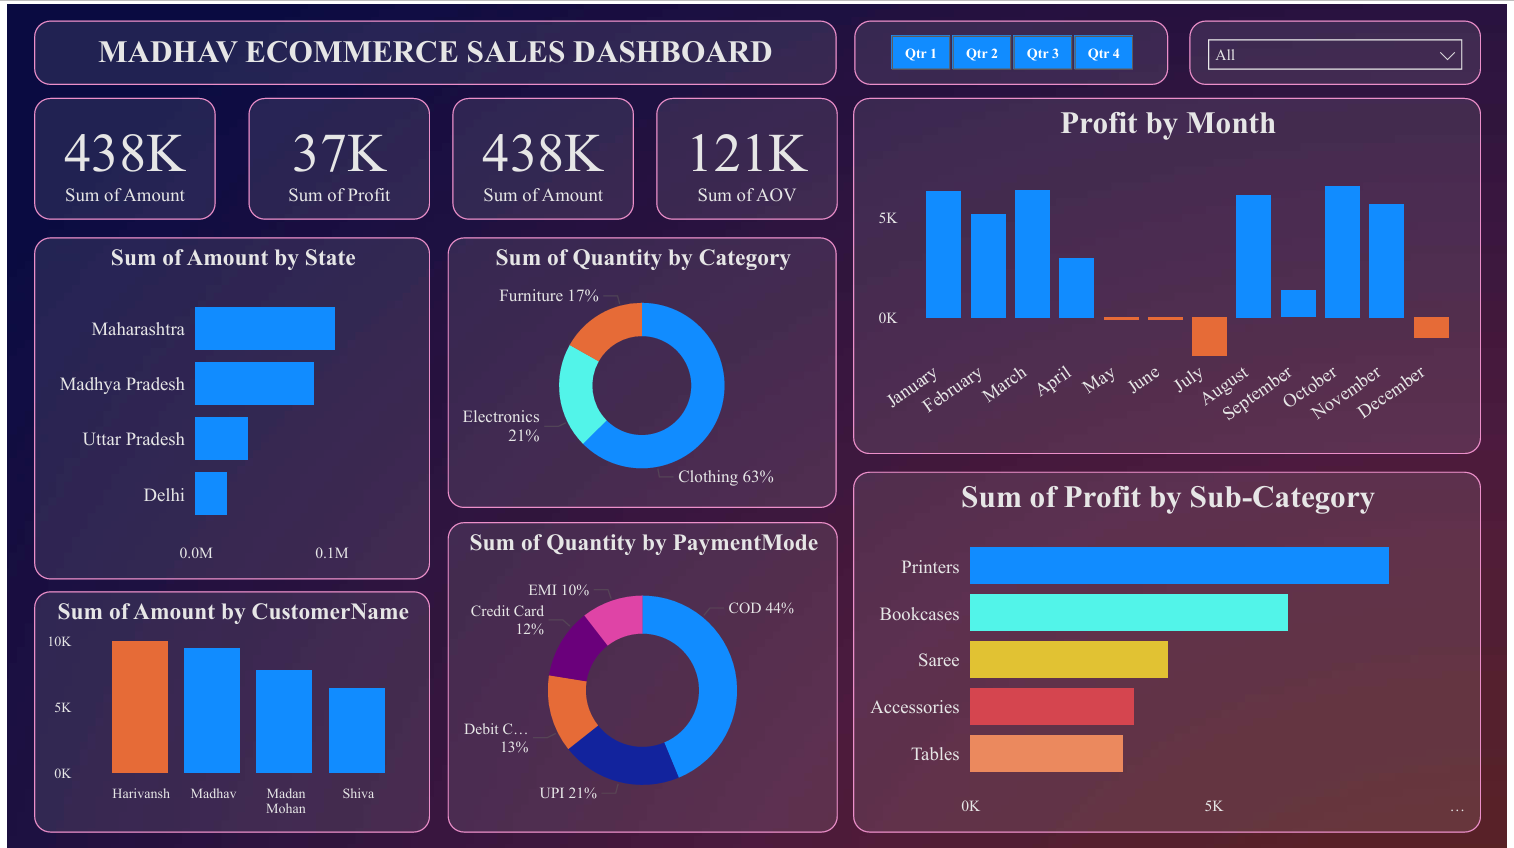 MADHAV ECOMMERCE SALES DASHBOARD
Qtr 1
Qtr 2
Qtr 3
Qtr 4
All
438K
Sum of Amount
37K
Sum of Profit
438K
Sum of Amount
121K
Sum of AOV
Profit by Month
5K
0K
January
February
March
April
May
June
July
August
September
October
November
December
Sum of Amount by State
Maharashtra
Madhya Pradesh
Uttar Pradesh
Delhi
0.0M
0.1M
Sum of Quantity by Category
Furniture 17%
Electronics
21%
Clothing 63%
Sum of Amount by CustomerName
10K
5K
0K
Harivansh
Madhav
Madan
Mohan
Shiva
Sum of Quantity by PaymentMode
EMI 10%
Credit Card
12%
COD 44%
Debit C…
13%
UPI 21%
Sum of Profit by Sub-Category
Printers
Bookcases
Saree
Accessories
Tables
0K
5K
…